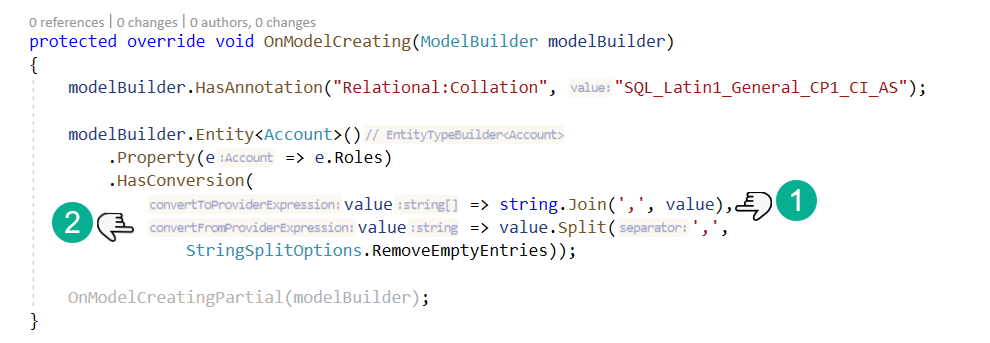 0 references | 0 changes | 0 authors, 0 changes
protected override void OnModelCreating(ModelBuilder modelBuilder)
{
modelBuilder.HasAnnotation("Relational:Collation", value: "SQL_Latin1_General_CP1_CI_AS");
modelBuilder.Entity<Account>() // EntityTypeBuilder<Account>
.Property(e :Account => e.Roles)
.HasConversion(
convertToProviderExpression: value :string[] => string.Join(',', value), 1
2 convertFromProviderExpression: value :string => value.Split( separator: ',',
StringSplitOptions.RemoveEmptyEntries));
OnModelCreatingPartial(modelBuilder);
}